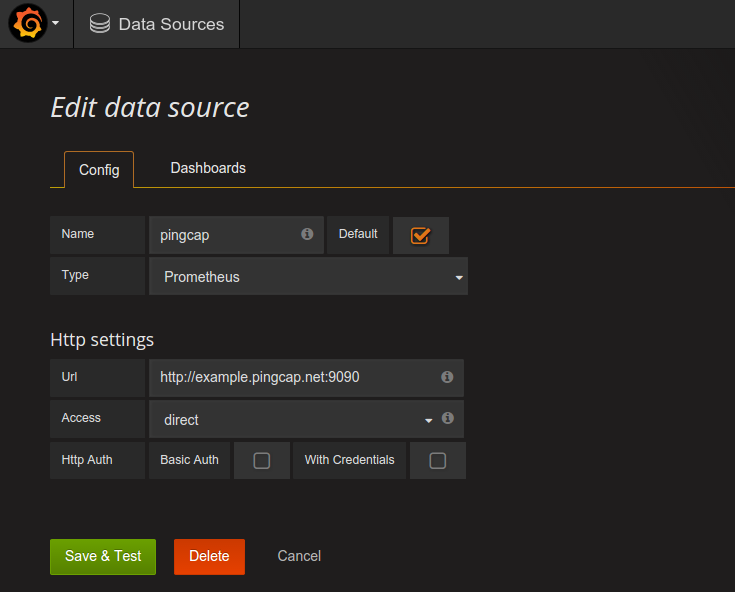 Data Sources
Edit data source
Config Dashboards
Name pingcap Default
Type Prometheus
Http settings
Url http://example.pingcap.net:9090
Access direct
Http Auth Basic Auth With Credentials
Save & Test Delete Cancel